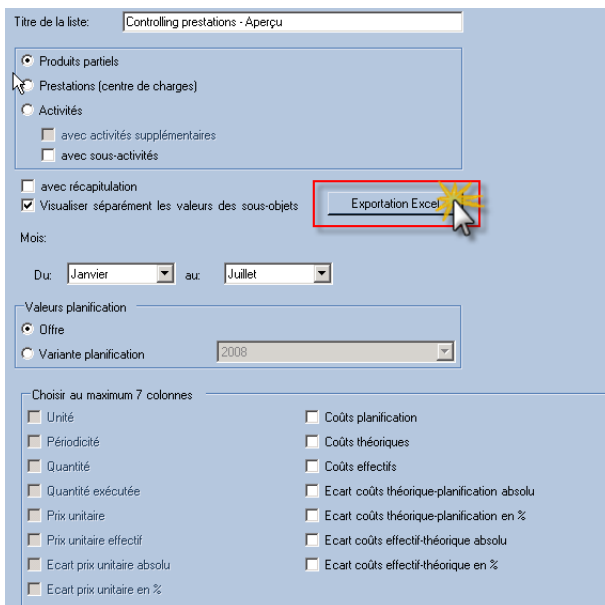 Titre de la liste: Controlling prestations - Aperçu
Produits partiels
Prestations (centre de charges)
Activités
avec activités supplémentaires
avec sous-activités
avec récapitulation
Visualiser séparément les valeurs des sous-objets
Exportation Excel
Mois:
Du: Janvier au: Juillet
Valeurs planification
Offre
Variante planification 2008
Choisir au maximum 7 colonnes
Unité
Périodicité
Quantité
Quantité exécutée
Prix unitaire
Prix unitaire effectif
Ecart prix unitaire absolu
Ecart prix unitaire en %
Coûts planification
Coûts théoriques
Coûts effectifs
Ecart coûts théorique-planification absolu
Ecart coûts théorique-planification en %
Ecart coûts effectif-théorique absolu
Ecart coûts effectif-théorique en %